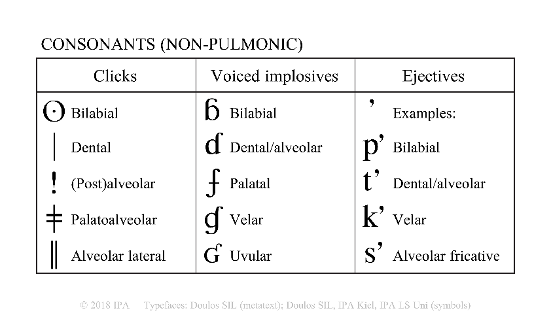 CONSONANTS (NON-PULMONIC)
Clicks Voiced implosives Ejectives
ʘ Bilabial ɓ Bilabial ʼ Examples:
ǀ Dental ɗ Dental/alveolar pʼ Bilabial
ǃ (Post)alveolar ʄ Palatal tʼ Dental/alveolar
ǂ Palatoalveolar ɠ Velar kʼ Velar
ǁ Alveolar lateral ʛ Uvular sʼ Alveolar fricative
© 2018 IPA Typefaces: Doulos SIL (metatext); Doulos SIL, IPA Kiel, IPA LS Uni (symbols)